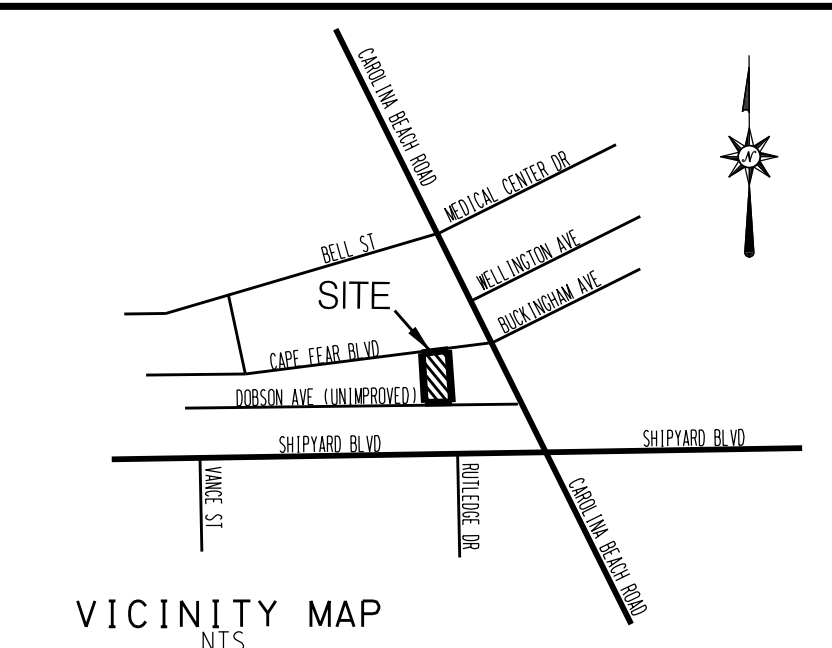 CAROLINA BEACH ROAD
MEDICAL CENTER DR
N
BELL ST
WELLINGTON AVE
BUCKINGHAM AVE
SITE
CAPE FEAR BLVD
DOBSON AVE (UNIMPROVED)
SHIPYARD BLVD
SHIPYARD BLVD
VANCE ST
RUTLEDGE DR
CAROLINA BEACH ROAD
VICINITY MAP
NTS